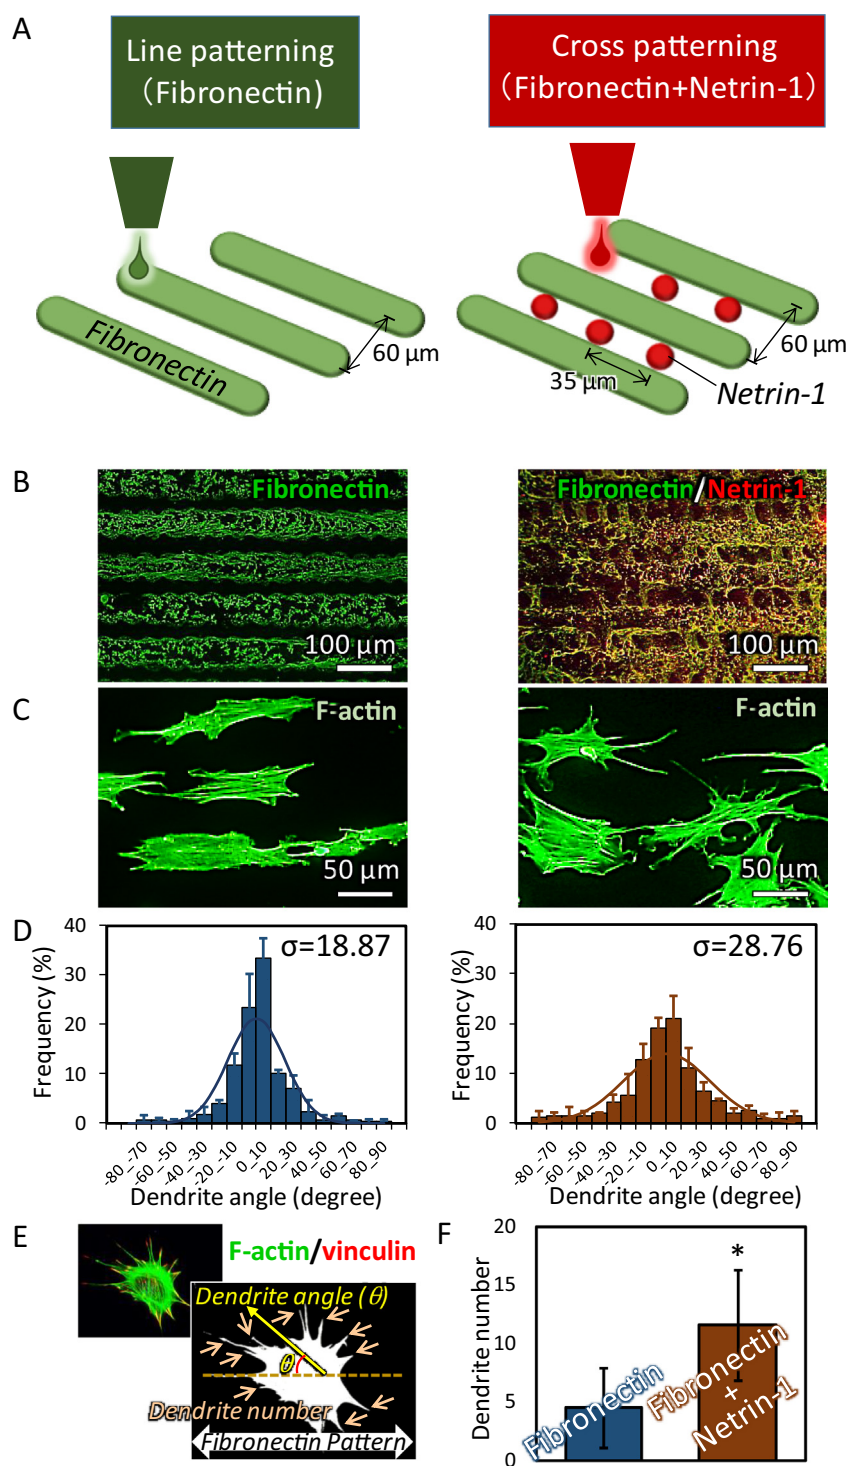 A
Line patterning
（Fibronectin)
Cross patterning
（Fibronectin+Netrin-1）
Fibronectin
60 μm
35 μm
60 μm
Netrin-1
B
Fibronectin
100 μm
Fibronectin/Netrin-1
100 μm
C
F-actin
50 μm
F-actin
50 μm
D
Frequency (%)
40
30
20
10
0
σ=18.87
-80_-70
-60_-50
-40_-30
-20_-10
0_10
20_30
40_50
60_70
80_90
Dendrite angle (degree)
Frequency (%)
40
30
20
10
0
σ=28.76
-80_-70
-60_-50
-40_-30
-20_-10
0_10
20_30
40_50
60_70
80_90
Dendrite angle (degree)
E
F-actin/vinculin
Dendrite angle (θ)
θ
Dendrite number
Fibronectin Pattern
F
Dendrite number
20
15
10
5
0
*
Fibronectin
Fibronectin
+
Netrin-1